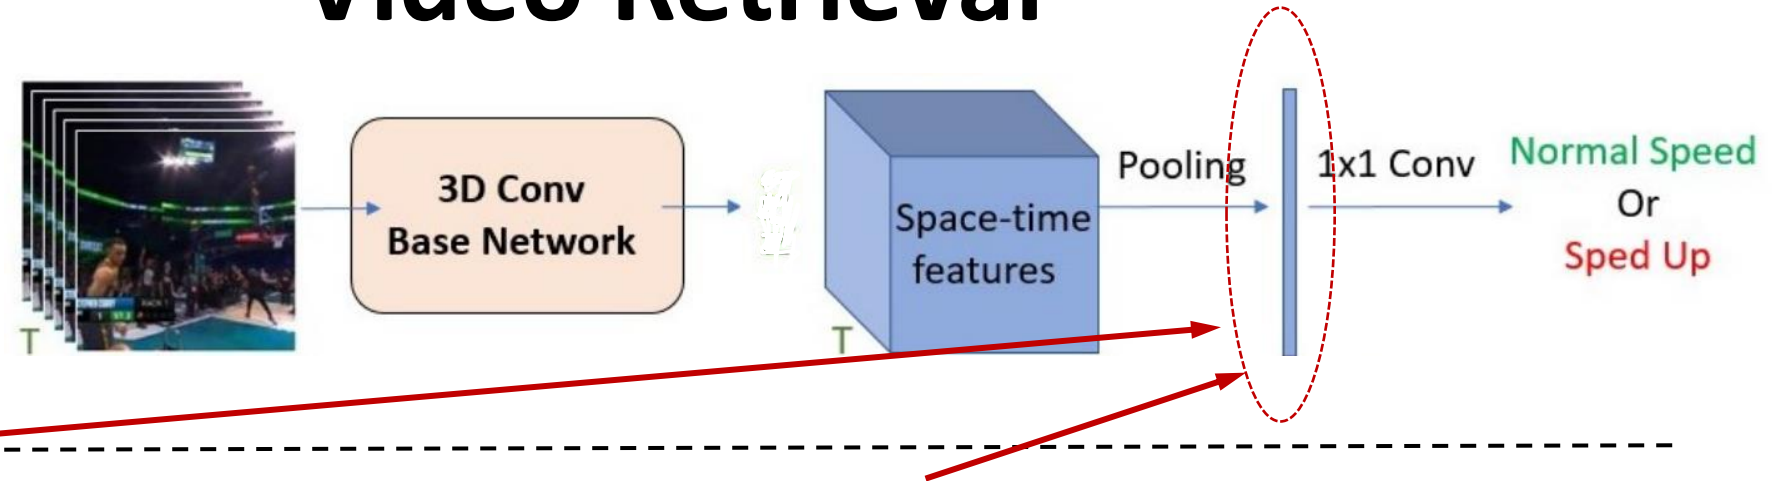 Video Retrieval
3D Conv
Base Network
Space-time
features
Pooling
1x1 Conv
Normal Speed
Or
Sped Up
T
T